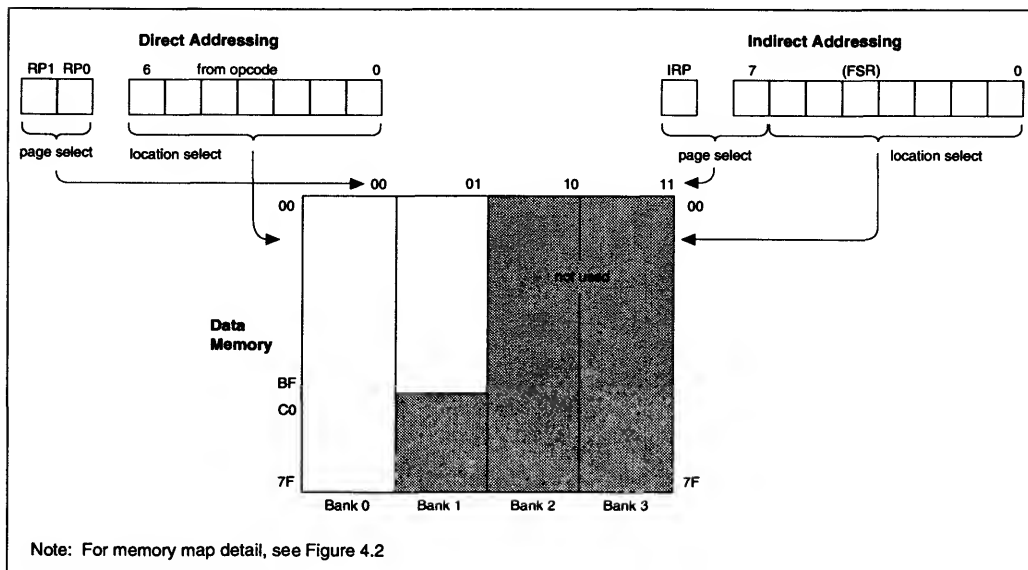 Direct Addressing
Indirect Addressing
RP1 RP0
6 from opcode 0
IRP
7 (FSR) 0
page select
location select
page select
location select
00 01 10 11
00
00
not used
Data
Memory
BF
C0
7F
7F
Bank 0 Bank 1 Bank 2 Bank 3
Note: For memory map detail, see Figure 4.2